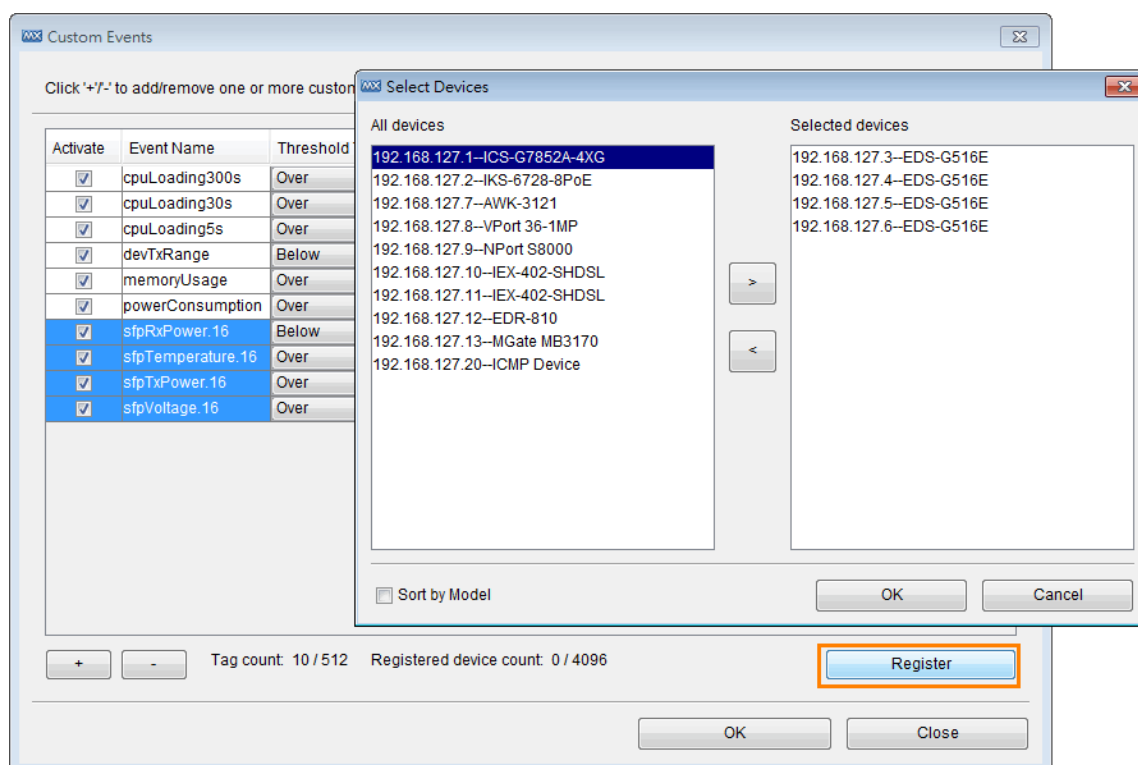 Custom Events
Click '+'/'-' to add/remove one or more custon
Activate Event Name Threshold
cpuLoading300s Over
cpuLoading30s Over
cpuLoading5s Over
devTxRange Below
memoryUsage Over
powerConsumption Over
sfpRxPower.16 Below
sfpTemperature.16 Over
sfpTxPower.16 Over
sfpVoltage.16 Over
Select Devices
All devices
192.168.127.1--ICS-G7852A-4XG
192.168.127.2--IKS-6728-8PoE
192.168.127.7--AWK-3121
192.168.127.8--VPort 36-1MP
192.168.127.9--NPort S8000
192.168.127.10--IEX-402-SHDSL
192.168.127.11--IEX-402-SHDSL
192.168.127.12--EDR-810
192.168.127.13--MGate MB3170
192.168.127.20--ICMP Device
>
<
Selected devices
192.168.127.3--EDS-G516E
192.168.127.4--EDS-G516E
192.168.127.5--EDS-G516E
192.168.127.6--EDS-G516E
Sort by Model OK Cancel
+ - Tag count: 10 / 512 Registered device count: 0 / 4096 Register
OK Close